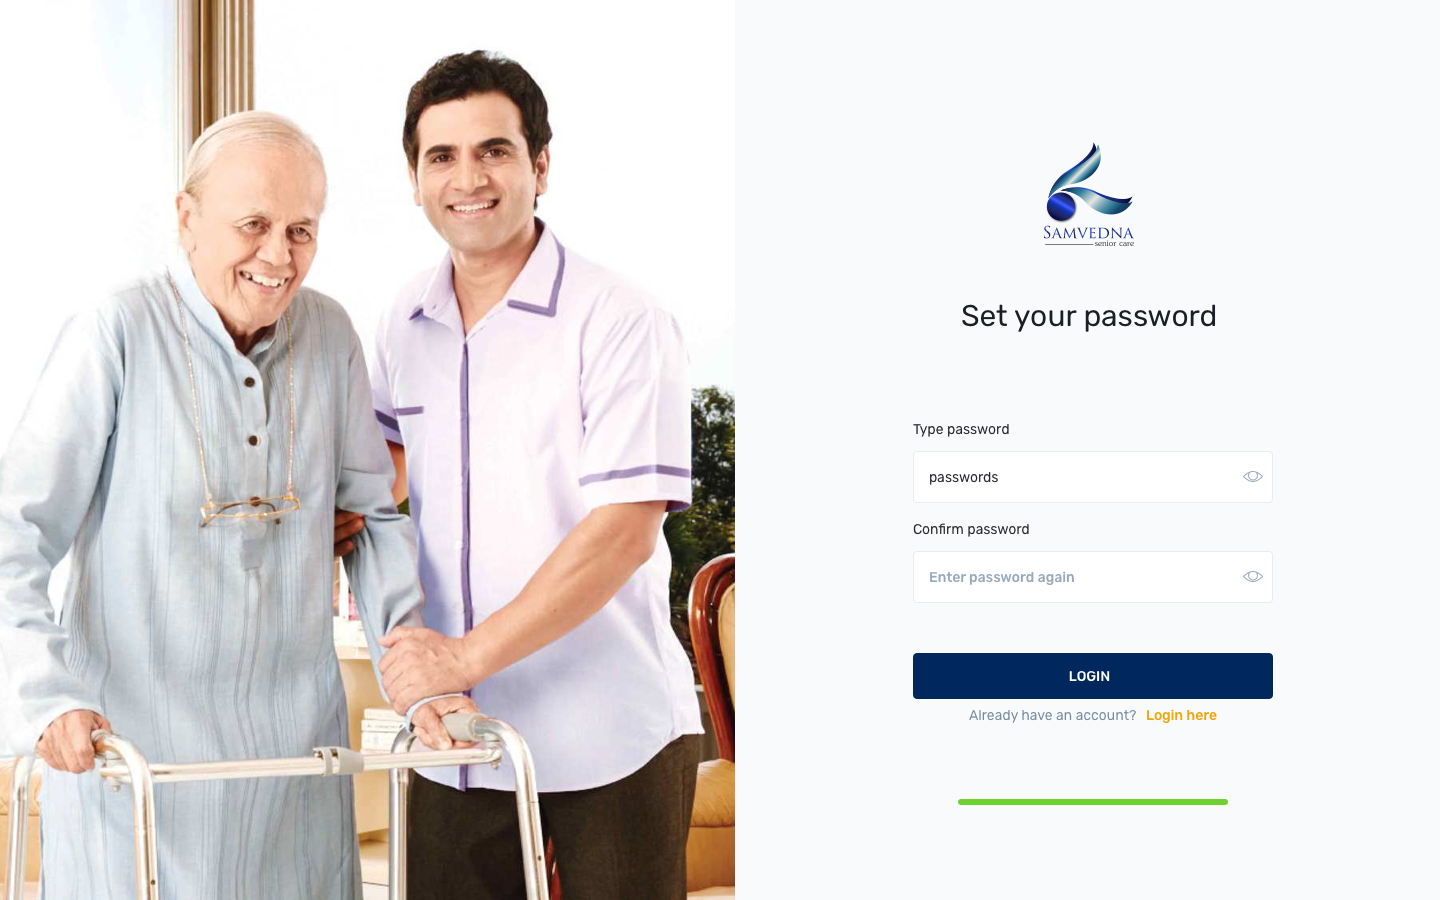 SAMVEDNA
senior care
Set your password
Type password
passwords
Confirm password
Enter password again
LOGIN
Already have an account? Login here